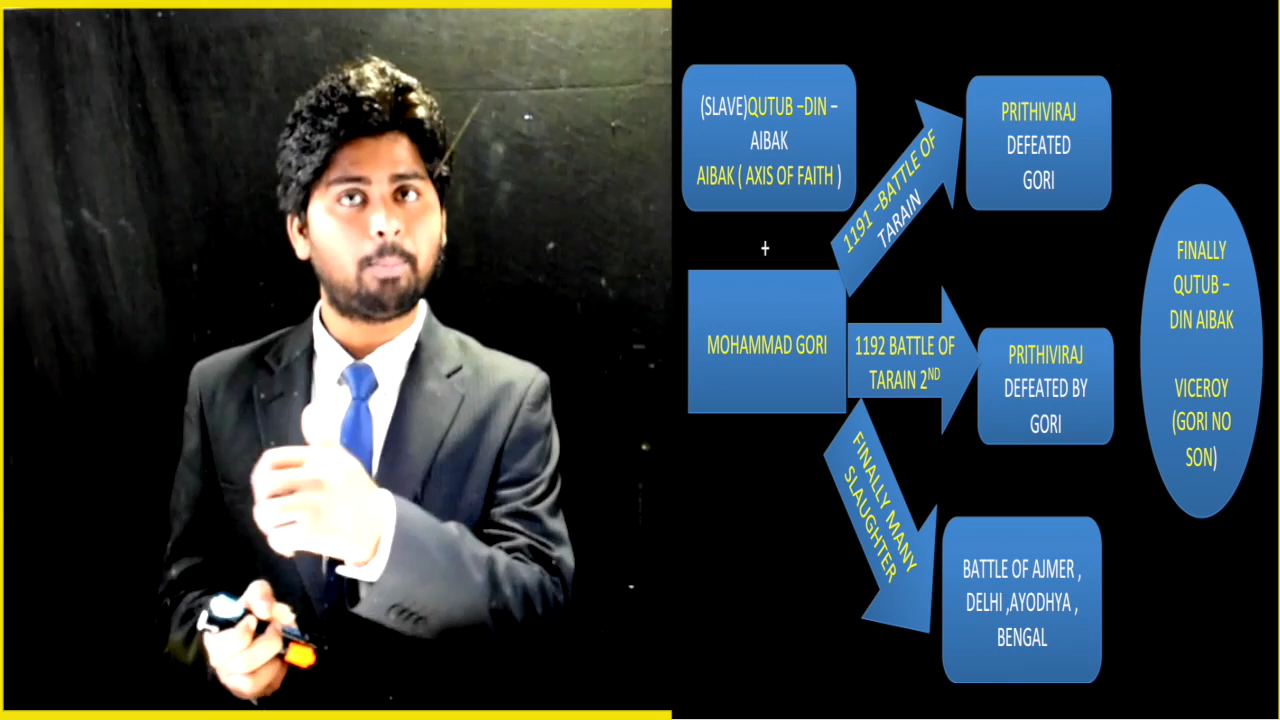 (SLAVE)QUTUB –DIN –
AIBAK
AIBAK ( AXIS OF FAITH )
+
MOHAMMAD GORI
1191 –BATTLE OF
TARAIN
PRITHIVIRAJ
DEFEATED
GORI
1192 BATTLE OF
TARAIN 2ND
PRITHIVIRAJ
DEFEATED BY
GORI
FINALLY MANY
SLAUGHTER
BATTLE OF AJMER ,
DELHI ,AYODHYA ,
BENGAL
FINALLY
QUTUB –
DIN AIBAK
VICEROY
(GORI NO
SON)